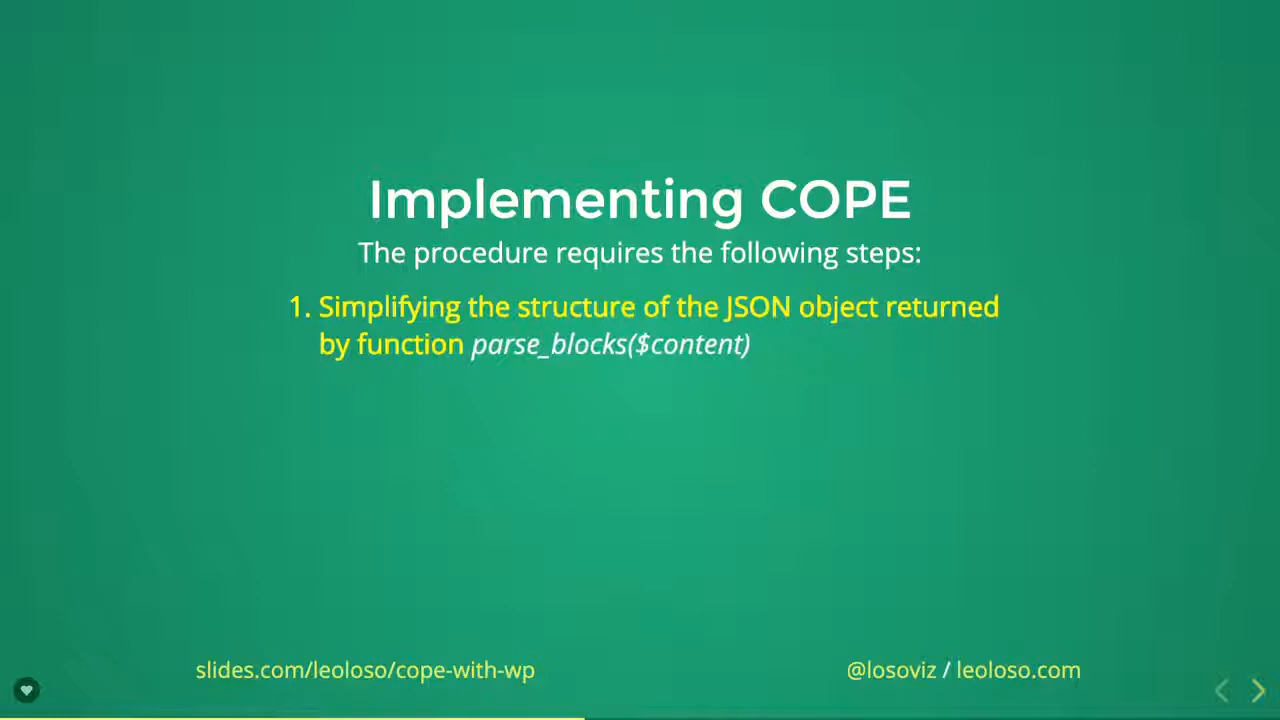 Implementing COPE
The procedure requires the following steps:
1. Simplifying the structure of the JSON object returned
by function parse_blocks($content)
slides.com/leoloso/cope-with-wp
@losoviz / leoloso.com